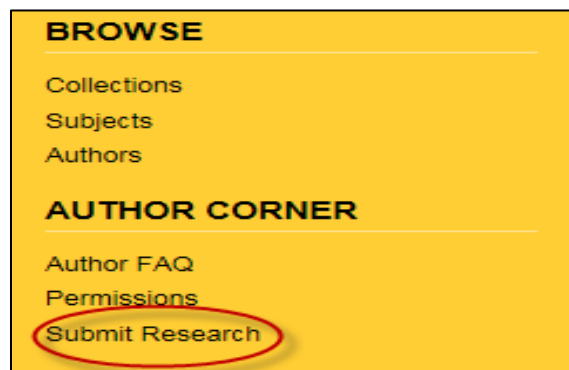 BROWSE
Collections
Subjects
Authors
AUTHOR CORNER
Author FAQ
Permissions
Submit Research